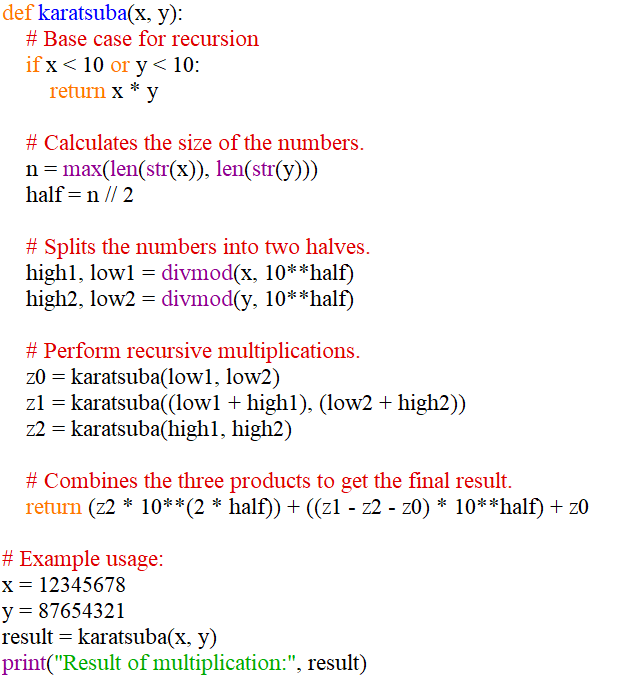 def karatsuba(x, y):
    # Base case for recursion
    if x < 10 or y < 10:
        return x * y

    # Calculates the size of the numbers.
    n = max(len(str(x)), len(str(y)))
    half = n // 2

    # Splits the numbers into two halves.
    high1, low1 = divmod(x, 10**half)
    high2, low2 = divmod(y, 10**half)

    # Perform recursive multiplications.
    z0 = karatsuba(low1, low2)
    z1 = karatsuba((low1 + high1), (low2 + high2))
    z2 = karatsuba(high1, high2)

    # Combines the three products to get the final result.
    return (z2 * 10**(2 * half)) + ((z1 - z2 - z0) * 10**half) + z0

# Example usage:
x = 12345678
y = 87654321
result = karatsuba(x, y)
print("Result of multiplication:", result)